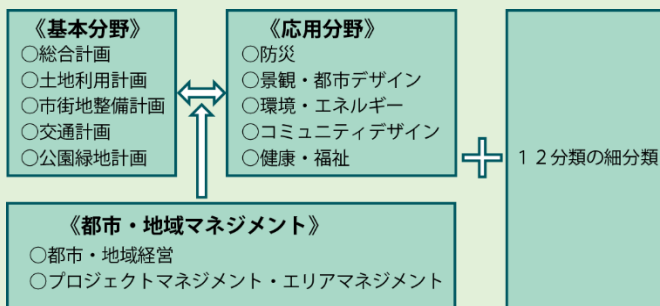 《基本分野》
○総合計画
○土地利用計画
○市街地整備計画
○交通計画
○公園緑地計画
《応用分野》
○防災
○景観・都市デザイン
○環境・エネルギー
○コミュニティデザイン
○健康・福祉
１２分類の細分類
《都市・地域マネジメント》
○都市・地域経営
○プロジェクトマネジメント・エリアマネジメント